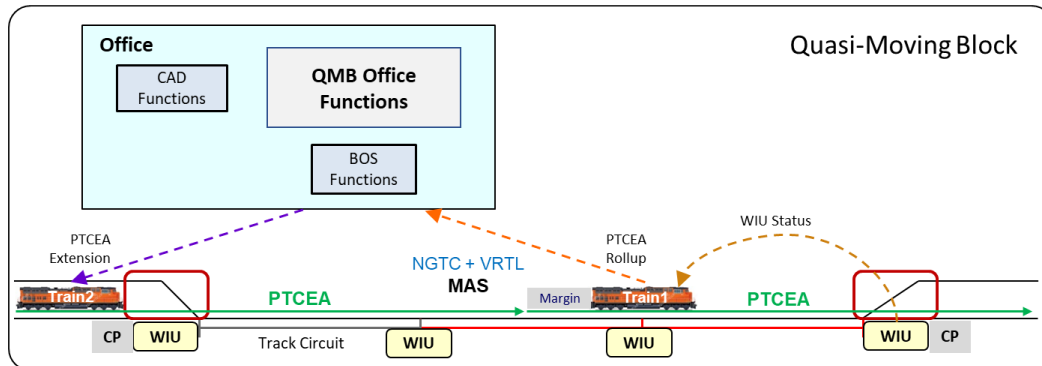 Quasi-Moving Block
Office
CAD
Functions
QMB Office
Functions
BOS
Functions
PTCEA
Extension
NGTC + VRTL
MAS
PTCEA
Rollup
WIU Status
Train2
PTCEA
Margin
Train1
PTCEA
CP
WIU
Track Circuit
WIU
WIU
WIU
CP